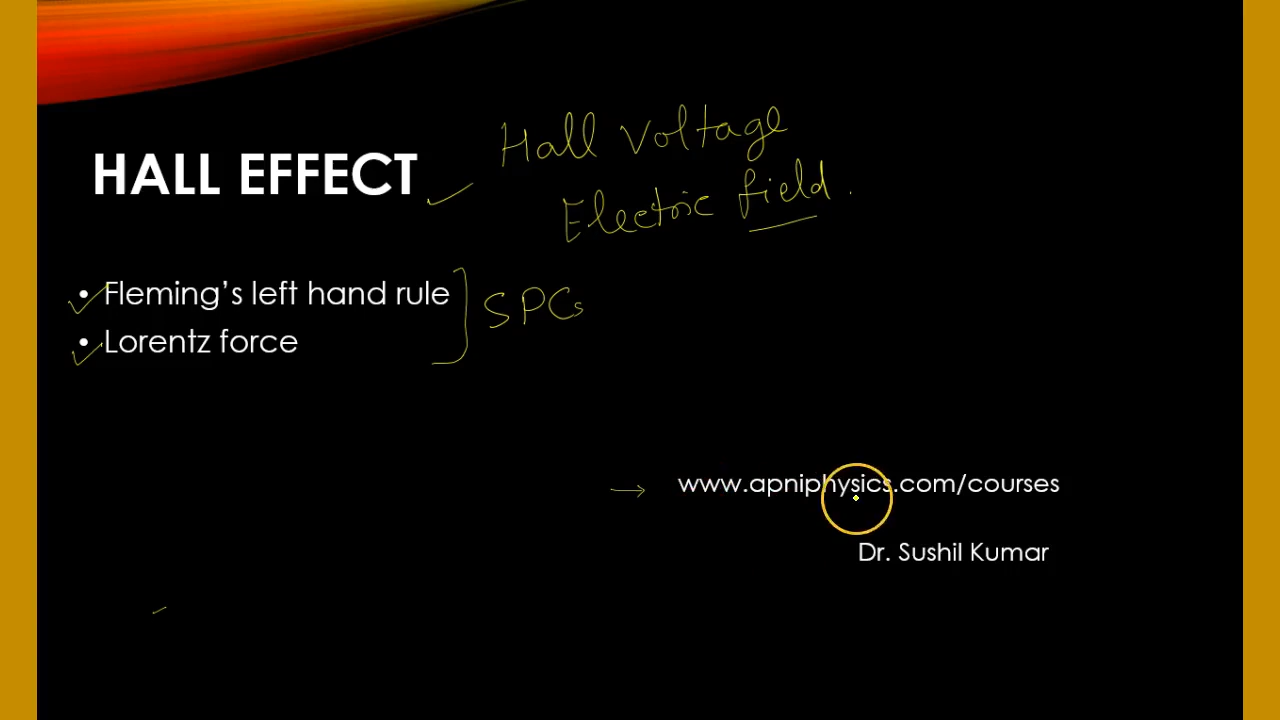 Hall Voltage
HALL EFFECT
Electric field.
• Fleming's left hand rule
SPCs
• Lorentz force
www.apniphysics.com/courses
Dr. Sushil Kumar